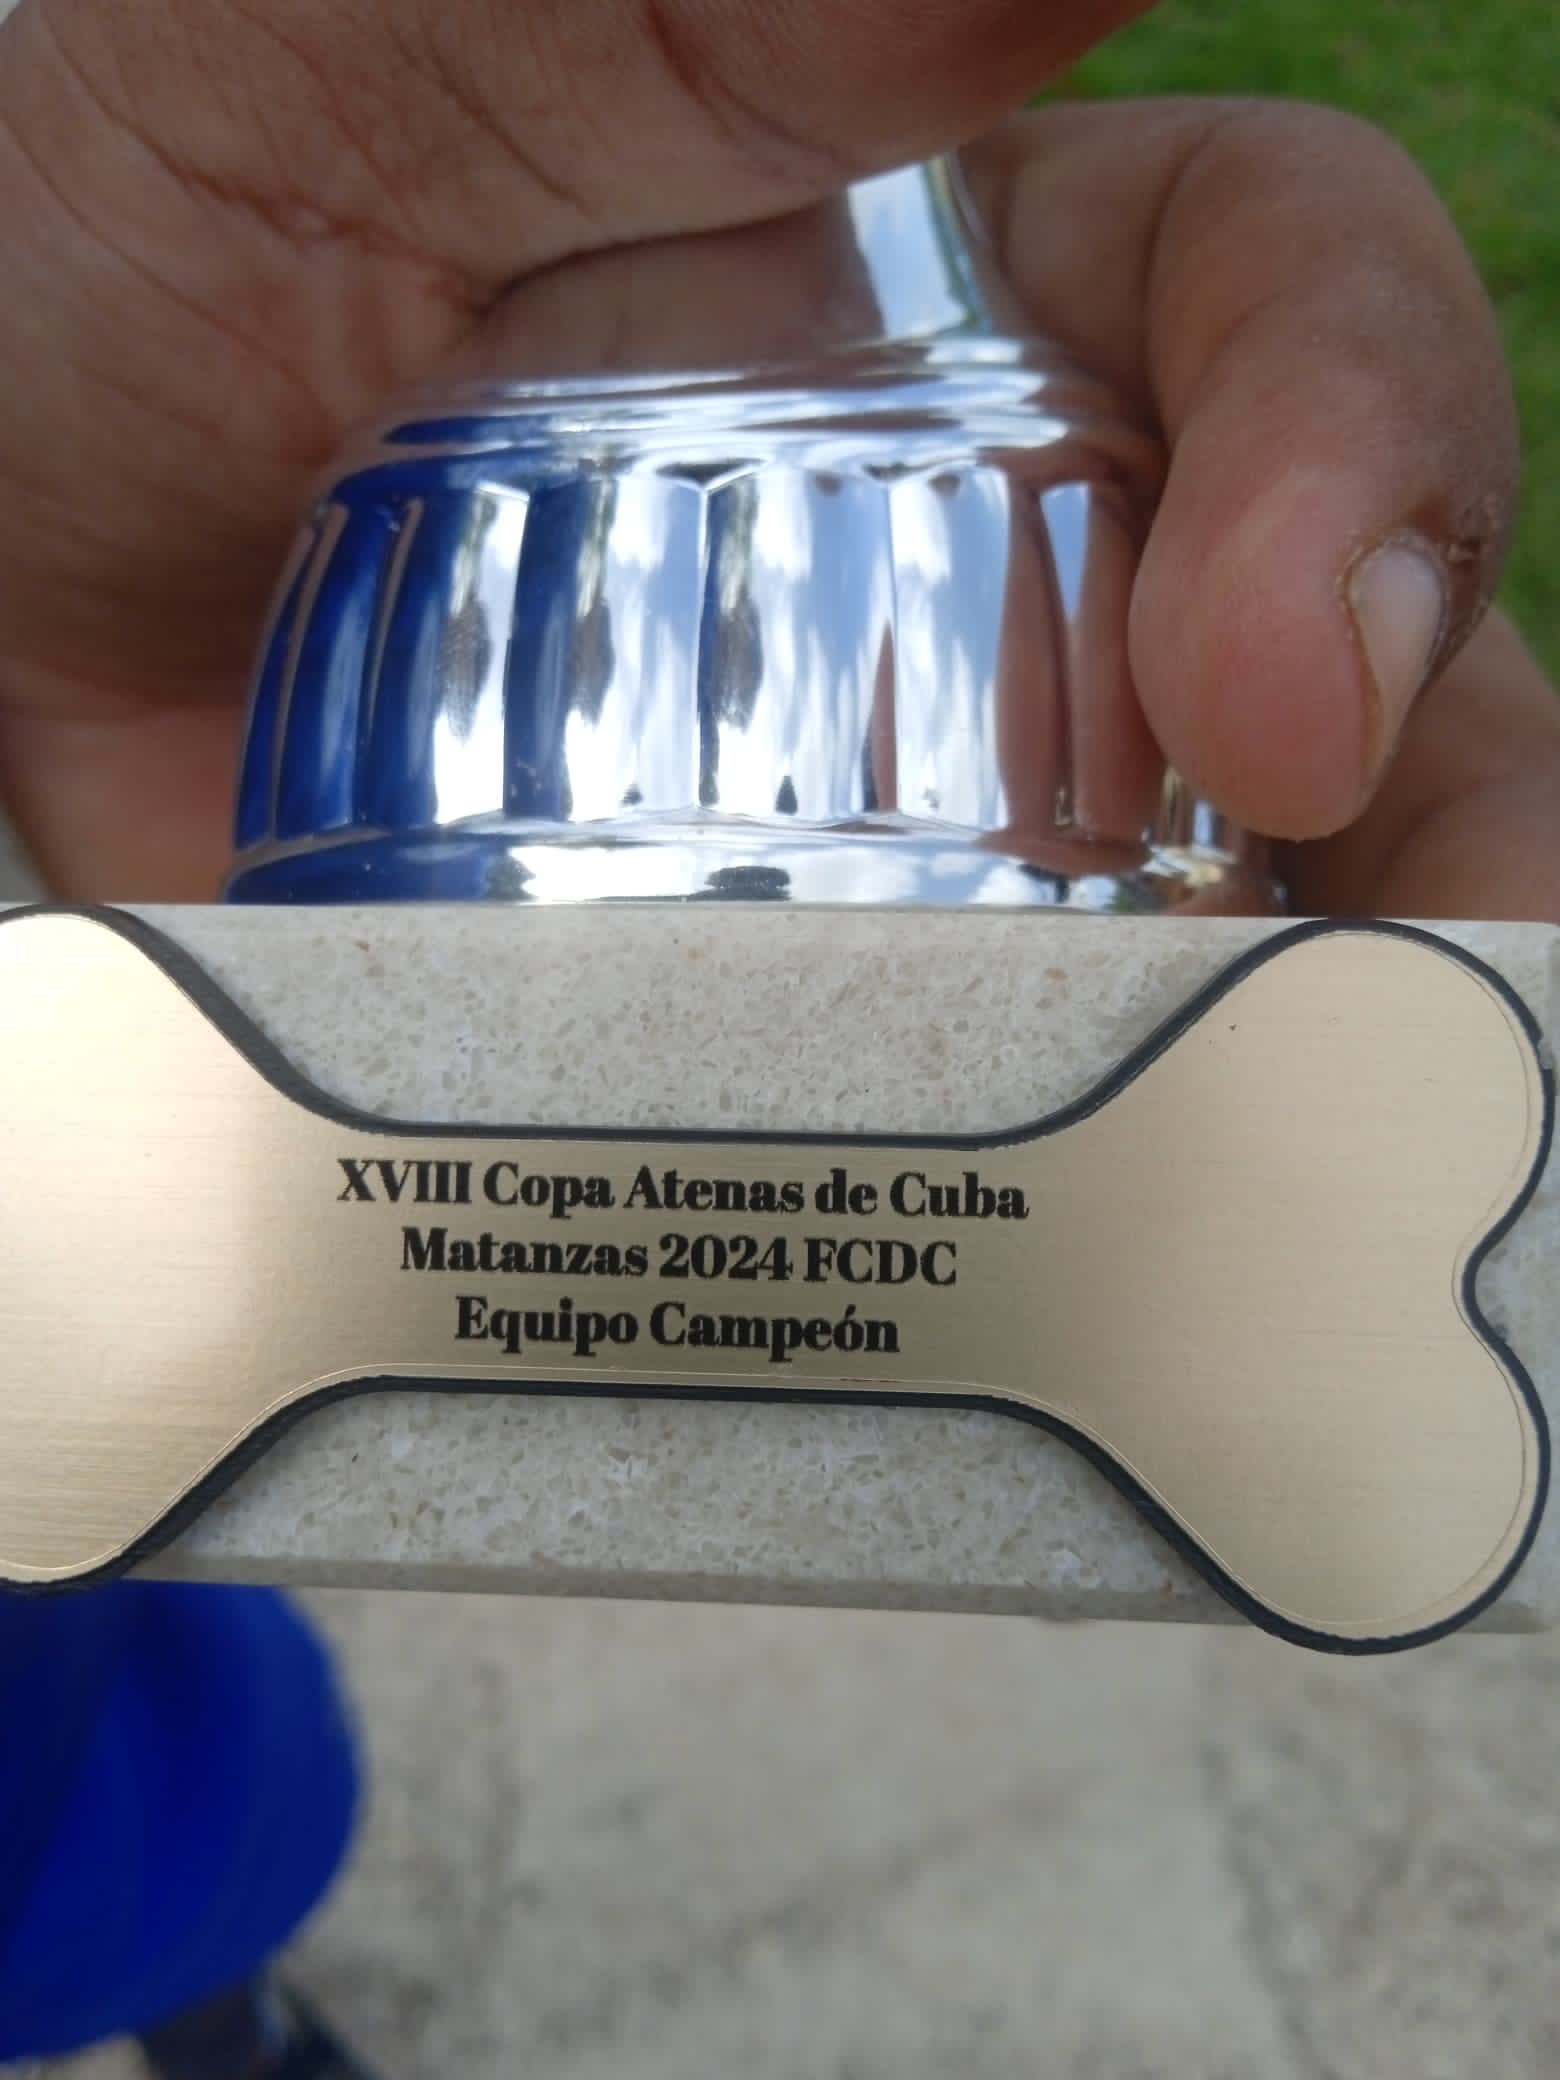 XVIII Copa Atenas de Cuba
Matanzas 2024 FCDC
Equipo Campeón